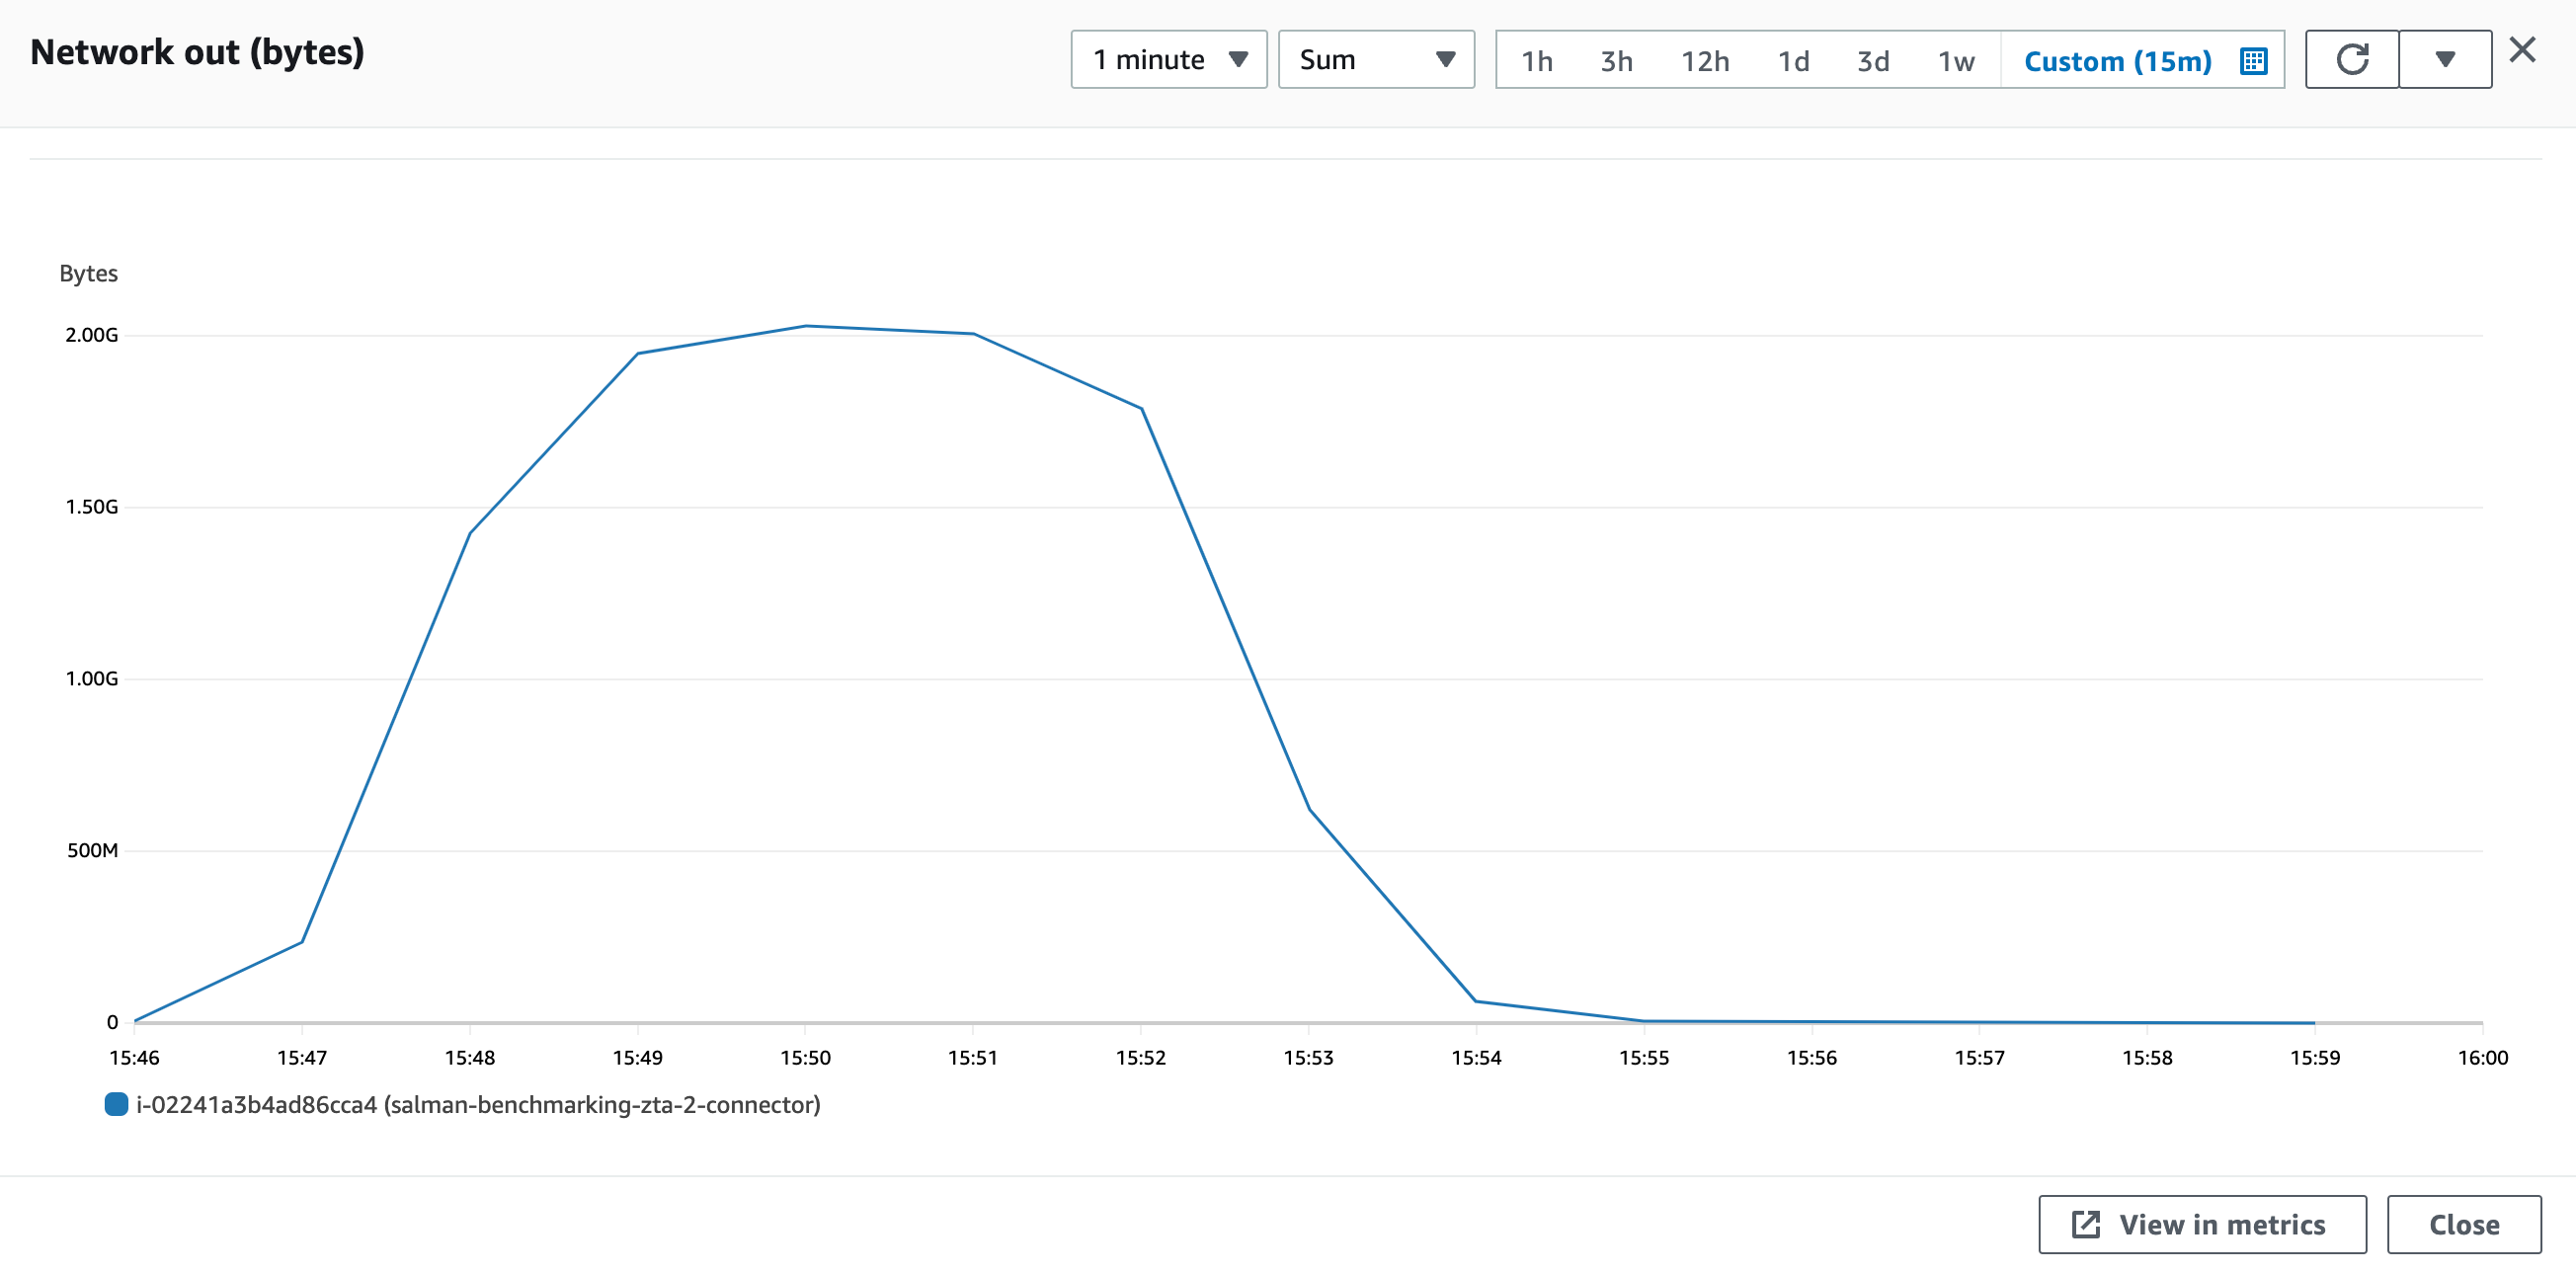 Network out (bytes)
1 minute
Sum
1h 3h 12h 1d 3d 1w Custom (15m)
Bytes
2.00G
1.50G
1.00G
500M
0
15:46 15:47 15:48 15:49 15:50 15:51 15:52 15:53 15:54 15:55 15:56 15:57 15:58 15:59 16:00
i-02241a3b4ad86cca4 (salman-benchmarking-zta-2-connector)
View in metrics
Close